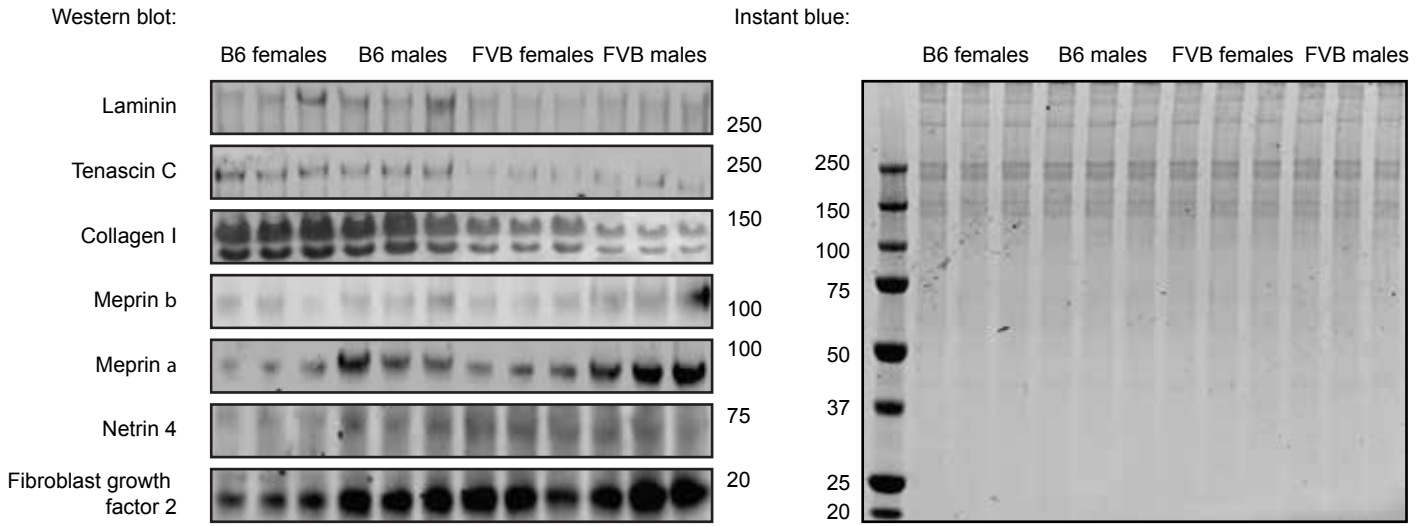 Western blot:
B6 females B6 males FVB females FVB males
Laminin
250
Tenascin C
250
Collagen I
150
Meprin b
100
Meprin a
100
Netrin 4
75
Fibroblast growth
factor 2
20
Instant blue:
B6 females B6 males FVB females FVB males
250
150
100
75
50
37
25
20